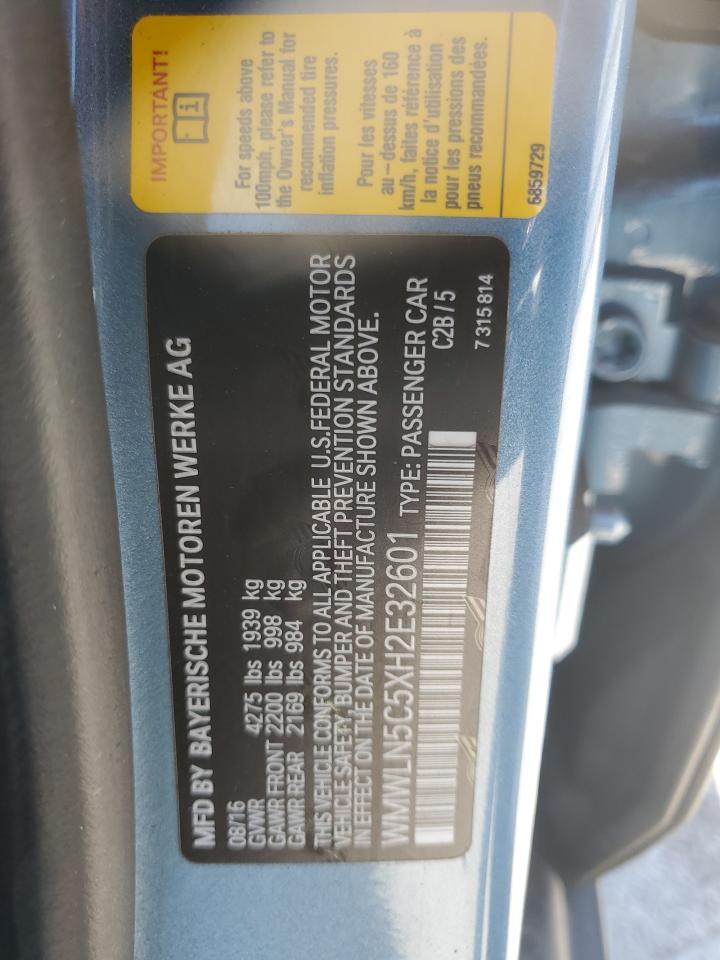 IMPORTANT!
i
For speeds above
100mph, please refer to
the Owner's Manual for
recommended tire
inflation pressures.
Pour les vitesses
au-dessus de 160
km/h, faites référence à
la notice d'utilisation
pour les pressions des
pneus recommandées.
6859729
MFD BY BAYERISCHE MOTOREN WERKE AG
08/16
GVWR 4275 lbs 1939 kg
GAWR FRONT 2200 lbs 998 kg
GAWR REAR 2169 lbs 984 kg
THIS VEHICLE CONFORMS TO ALL APPLICABLE U.S.FEDERAL MOTOR
VEHICLE SAFETY, BUMPER AND THEFT PREVENTION STANDARDS
IN EFFECT ON THE DATE OF MANUFACTURE SHOWN ABOVE.
WMWLN5C5XH2E32601 TYPE: PASSENGER CAR
C2B/5
7 315 814